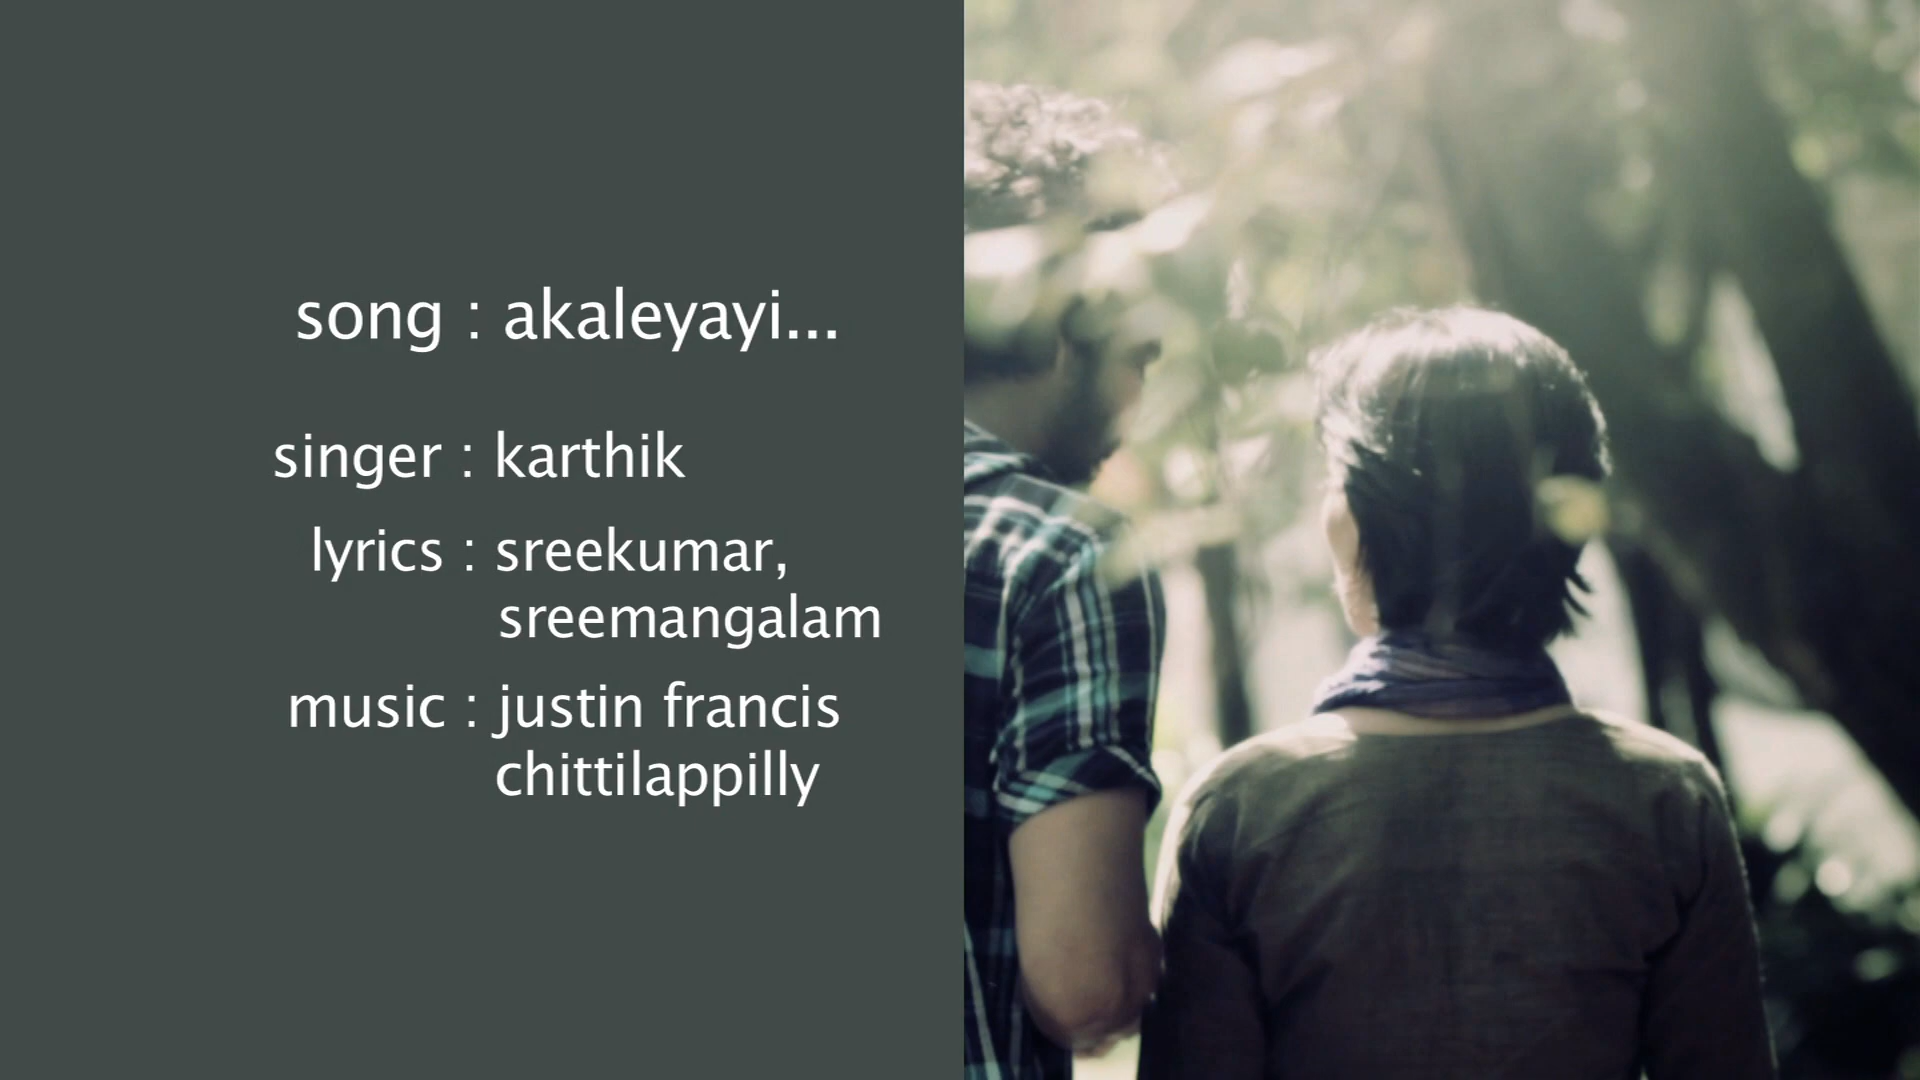 song : akaleyayi...
singer : karthik
lyrics : sreekumar,
sreemangalam
music : justin francis
chittilappilly